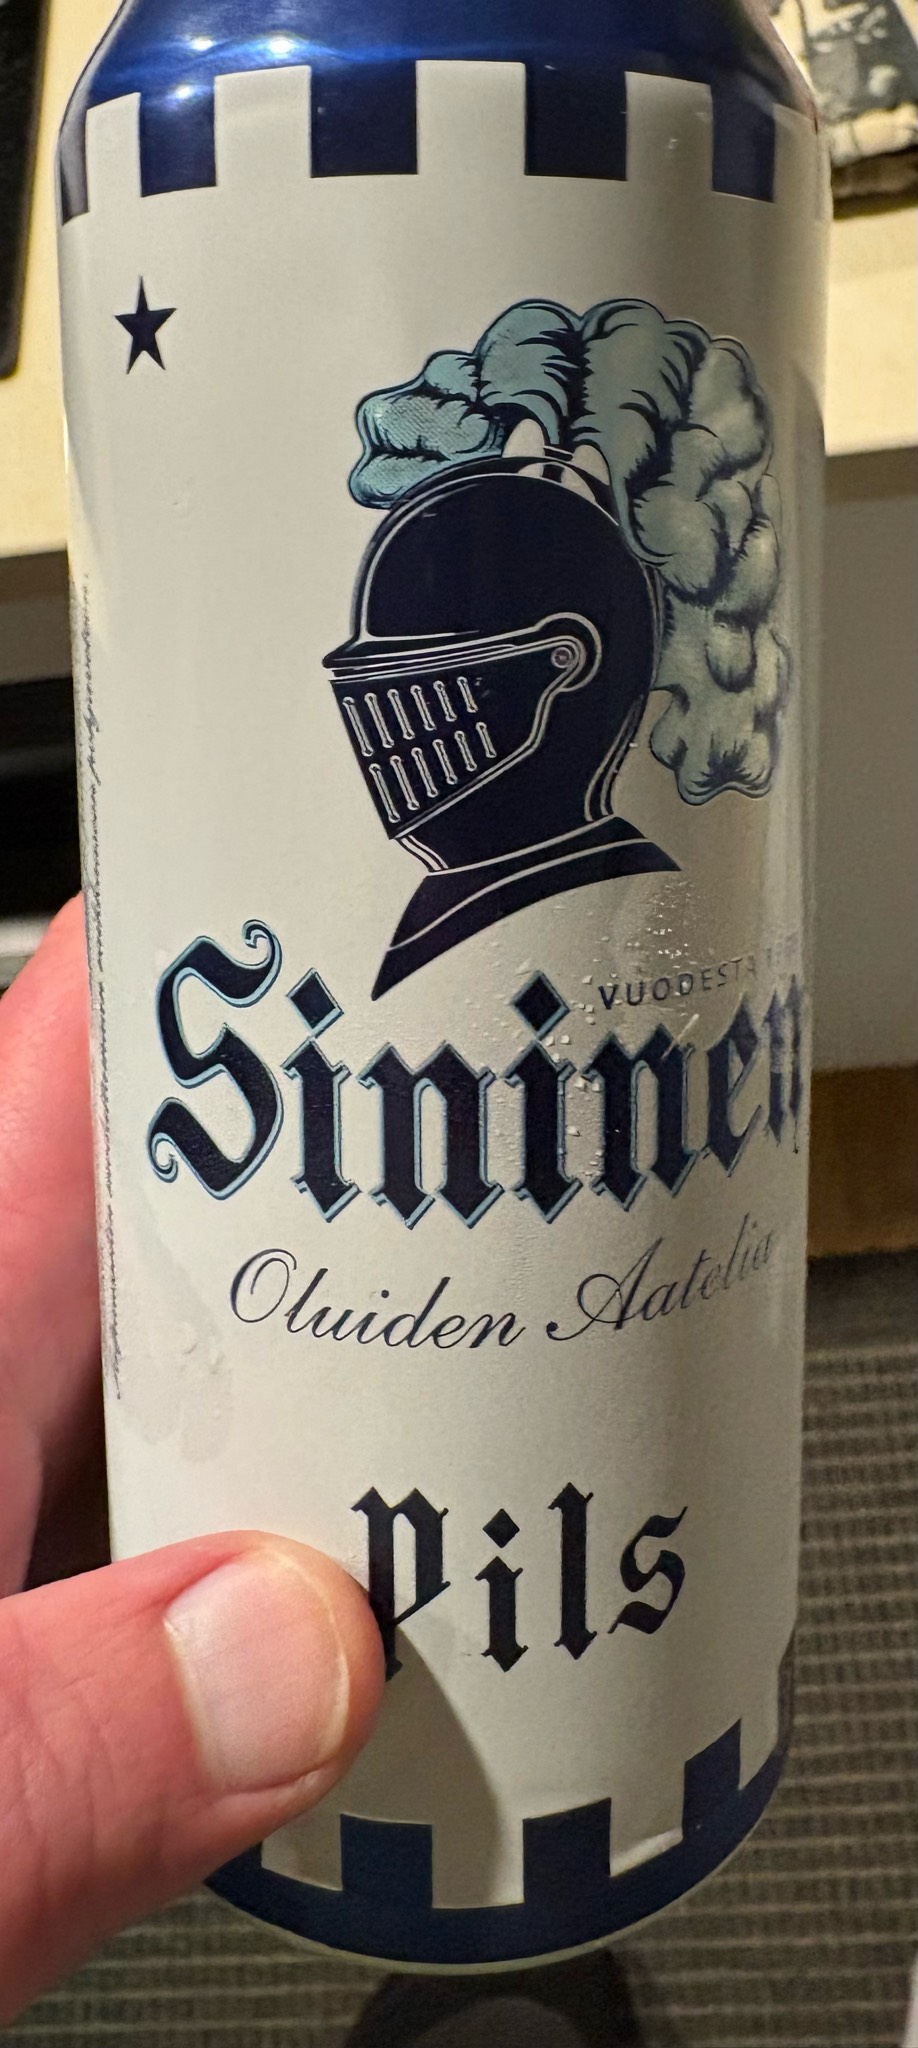 VUODESTA
Sininen
Oluiden Aatelia
Pils